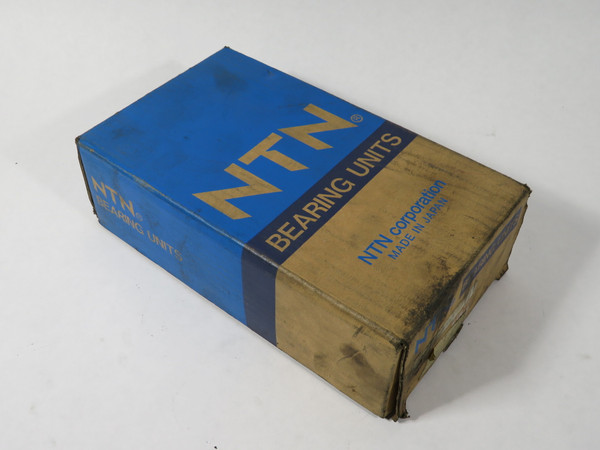 NTN®
BEARING UNITS
NTN corporation
MADE IN JAPAN
NTN®
BEARING UNITS